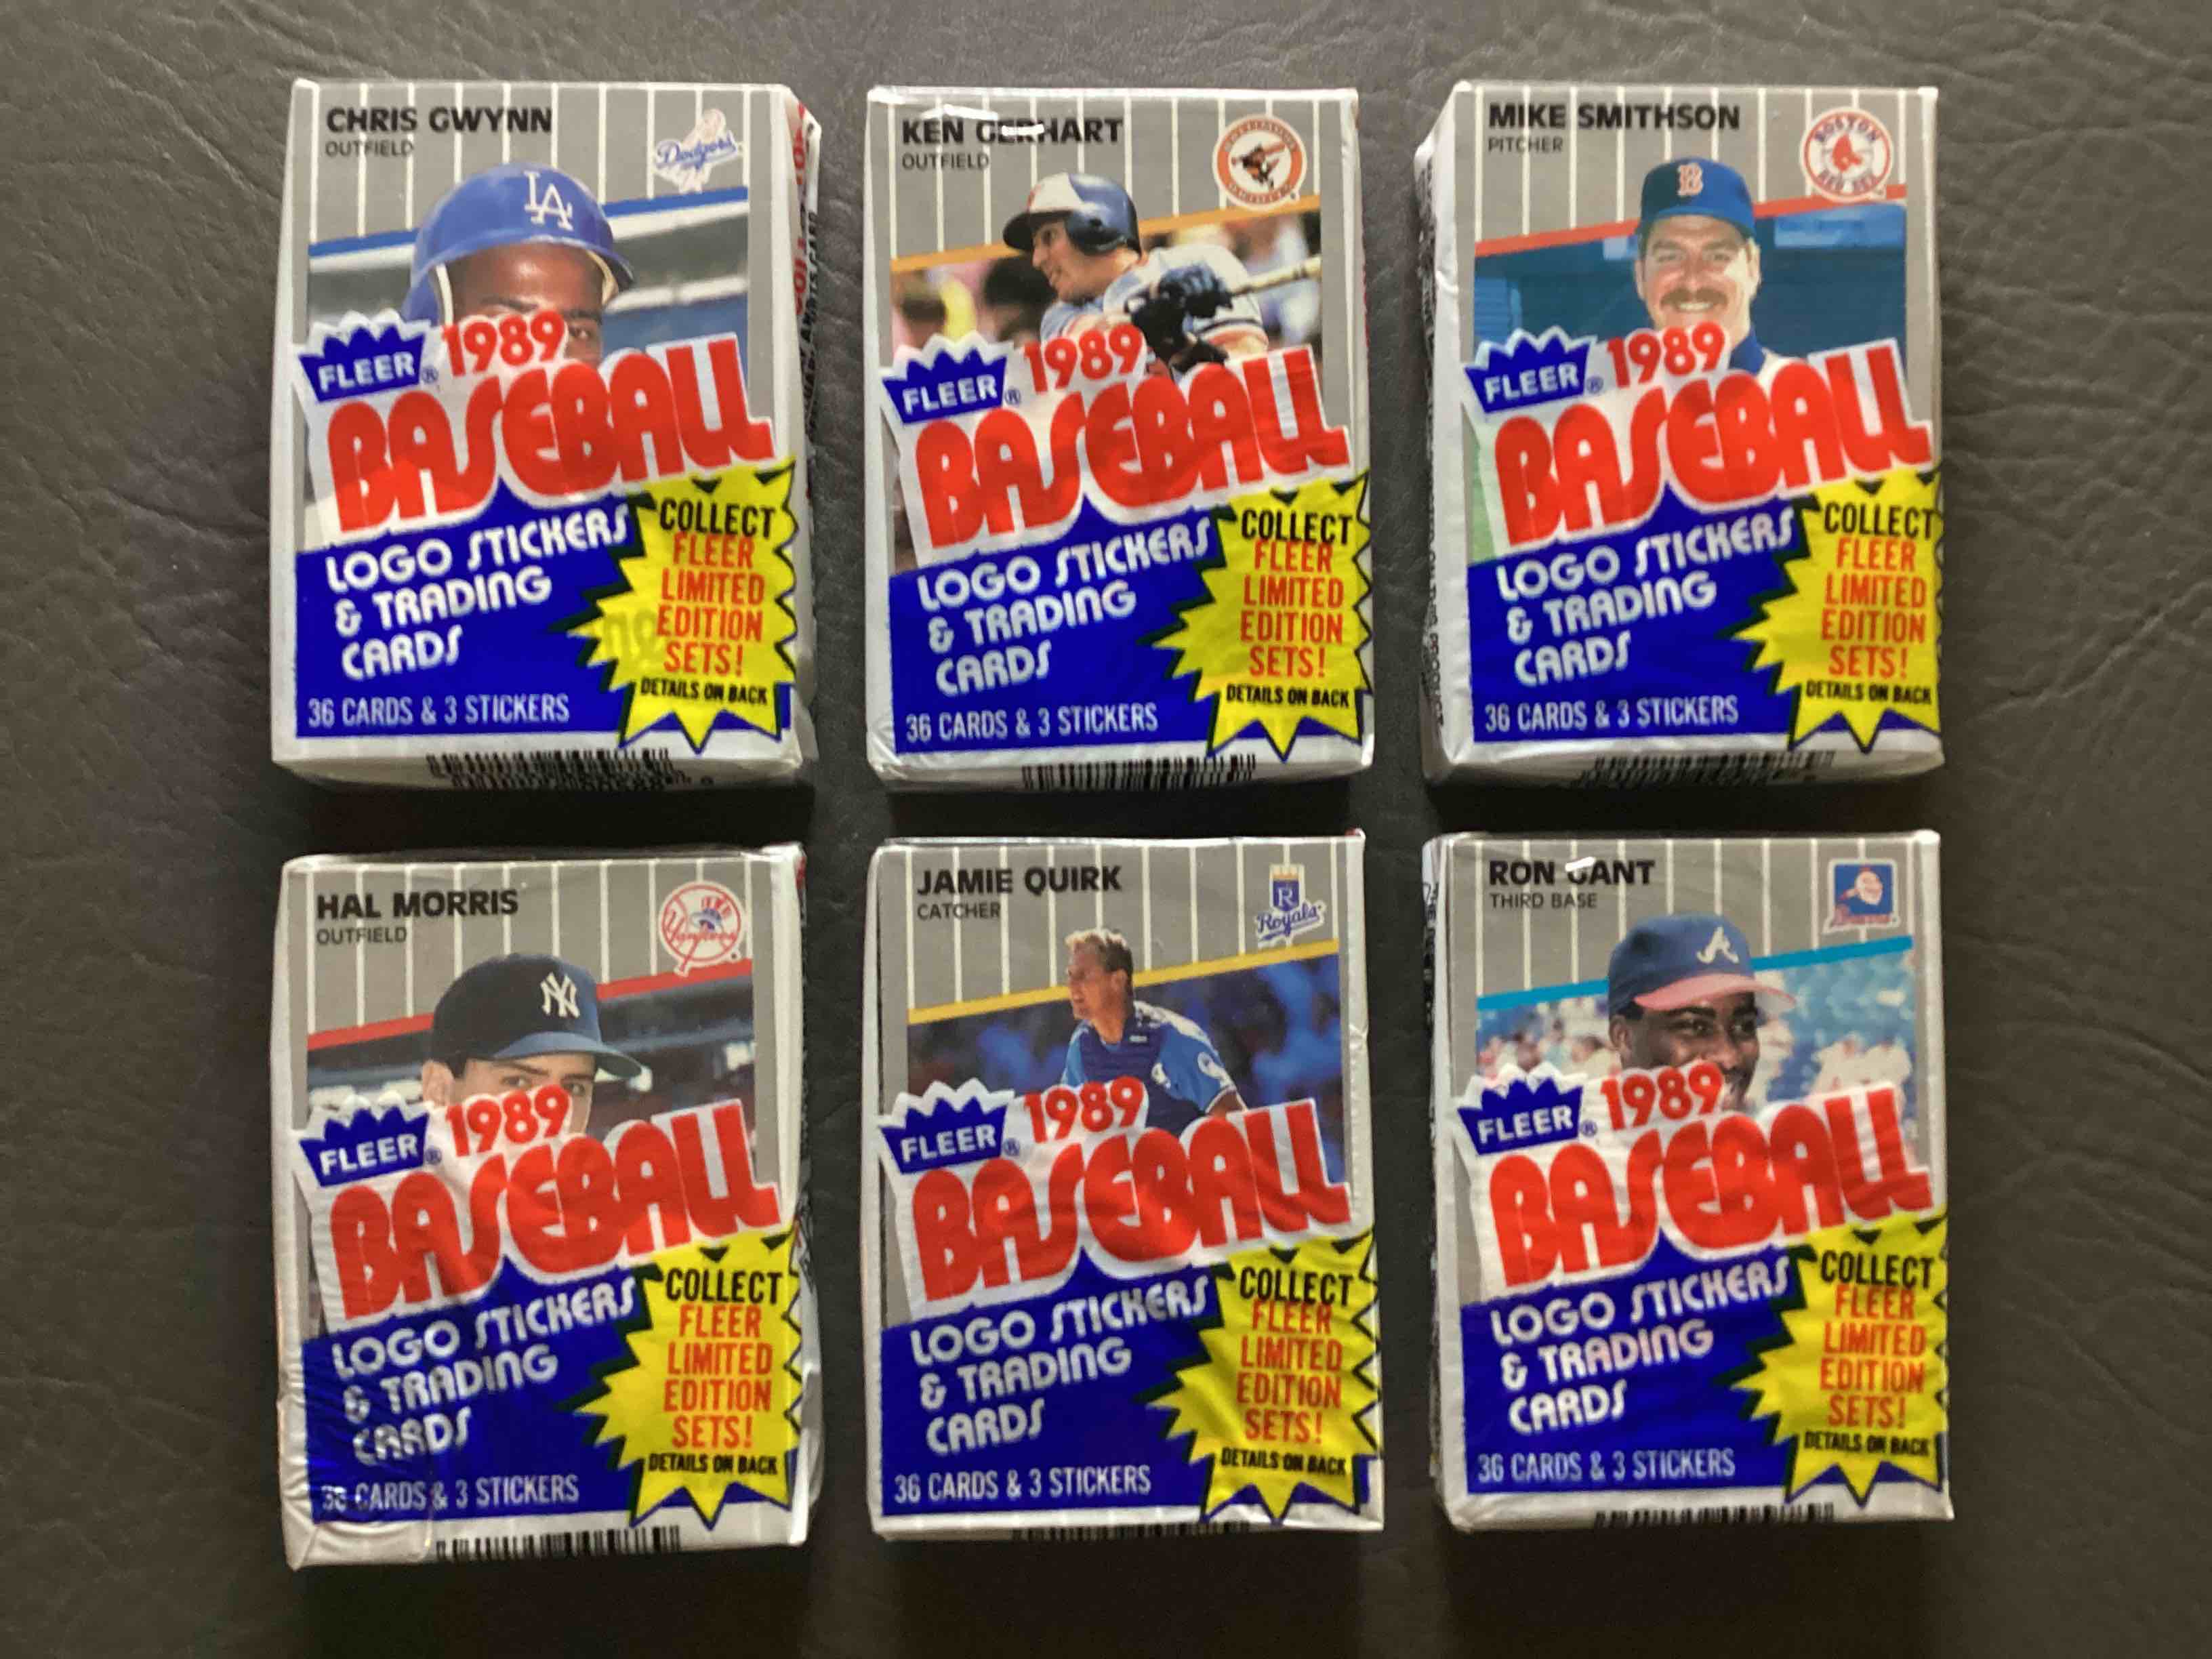 CHRIS GWYNN
OUTFIELD
Dodgers
LA
FLEER® 1989
BASEBALL
LOGO STICKERS
& TRADING
CARDS
36 CARDS & 3 STICKERS
COLLECT
FLEER
LIMITED
EDITION
SETS!
DETAILS ON BACK
KEN GERHART
OUTFIELD
FLEER® 1989
BASEBALL
LOGO STICKERS
& TRADING
CARDS
36 CARDS & 3 STICKERS
COLLECT
FLEER
LIMITED
EDITION
SETS!
DETAILS ON BACK
MIKE SMITHSON
PITCHER
BOSTON
RED SOX
B
FLEER® 1989
BASEBALL
LOGO STICKERS
& TRADING
CARDS
36 CARDS & 3 STICKERS
COLLECT
FLEER
LIMITED
EDITION
SETS!
DETAILS ON BACK
HAL MORRIS
OUTFIELD
Yankees
NY
FLEER® 1989
BASEBALL
LOGO STICKERS
& TRADING
CARDS
36 CARDS & 3 STICKERS
COLLECT
FLEER
LIMITED
EDITION
SETS!
DETAILS ON BACK
JAMIE QUIRK
CATCHER
R
Royals
FLEER® 1989
BASEBALL
LOGO STICKERS
& TRADING
CARDS
36 CARDS & 3 STICKERS
COLLECT
FLEER
LIMITED
EDITION
SETS!
DETAILS ON BACK
RON GANT
THIRD BASE
Braves
A
FLEER® 1989
BASEBALL
LOGO STICKERS
& TRADING
CARDS
36 CARDS & 3 STICKERS
COLLECT
FLEER
LIMITED
EDITION
SETS!
DETAILS ON BACK